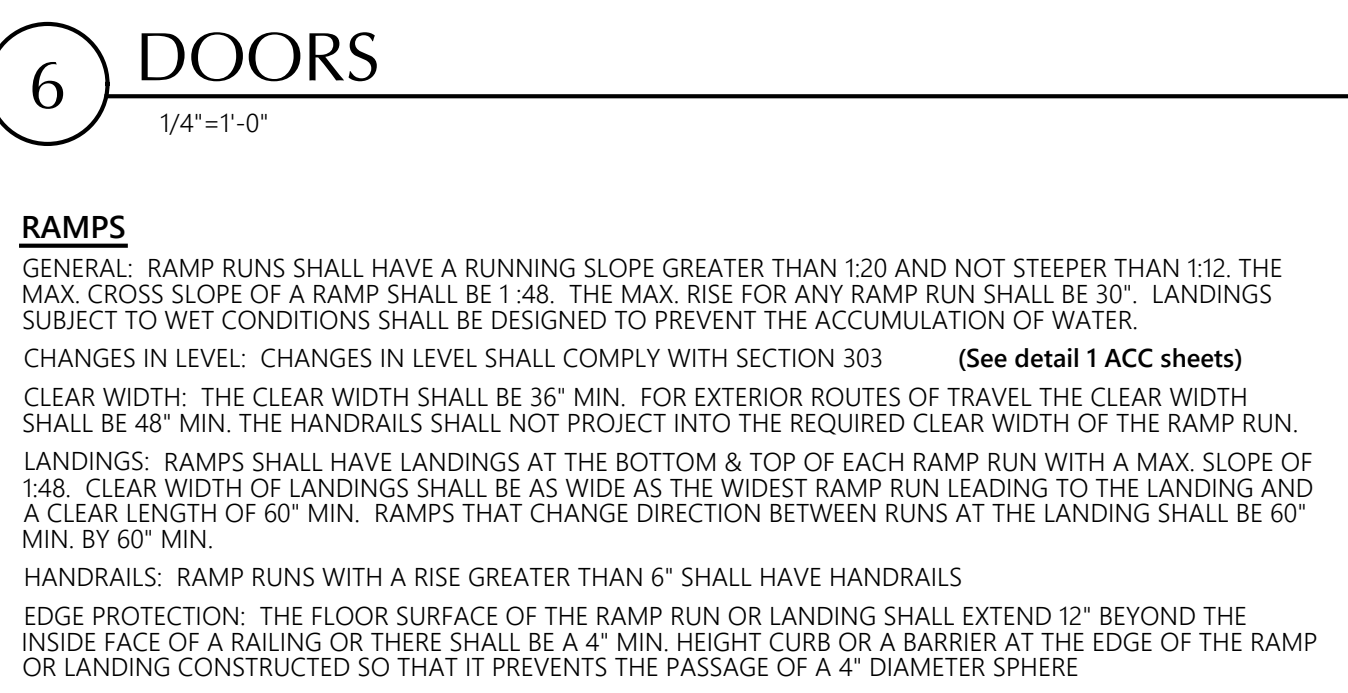 6 DOORS
1/4"=1'-0"
RAMPS
GENERAL: RAMP RUNS SHALL HAVE A RUNNING SLOPE GREATER THAN 1:20 AND NOT STEEPER THAN 1:12. THE
MAX. CROSS SLOPE OF A RAMP SHALL BE 1 :48. THE MAX. RISE FOR ANY RAMP RUN SHALL BE 30". LANDINGS
SUBJECT TO WET CONDITIONS SHALL BE DESIGNED TO PREVENT THE ACCUMULATION OF WATER.
CHANGES IN LEVEL: CHANGES IN LEVEL SHALL COMPLY WITH SECTION 303 (See detail 1 ACC sheets)
CLEAR WIDTH: THE CLEAR WIDTH SHALL BE 36" MIN. FOR EXTERIOR ROUTES OF TRAVEL THE CLEAR WIDTH
SHALL BE 48" MIN. THE HANDRAILS SHALL NOT PROJECT INTO THE REQUIRED CLEAR WIDTH OF THE RAMP RUN.
LANDINGS: RAMPS SHALL HAVE LANDINGS AT THE BOTTOM & TOP OF EACH RAMP RUN WITH A MAX. SLOPE OF
1:48. CLEAR WIDTH OF LANDINGS SHALL BE AS WIDE AS THE WIDEST RAMP RUN LEADING TO THE LANDING AND
A CLEAR LENGTH OF 60" MIN. RAMPS THAT CHANGE DIRECTION BETWEEN RUNS AT THE LANDING SHALL BE 60"
MIN. BY 60" MIN.
HANDRAILS: RAMP RUNS WITH A RISE GREATER THAN 6" SHALL HAVE HANDRAILS
EDGE PROTECTION: THE FLOOR SURFACE OF THE RAMP RUN OR LANDING SHALL EXTEND 12" BEYOND THE
INSIDE FACE OF A RAILING OR THERE SHALL BE A 4" MIN. HEIGHT CURB OR A BARRIER AT THE EDGE OF THE RAMP
OR LANDING CONSTRUCTED SO THAT IT PREVENTS THE PASSAGE OF A 4" DIAMETER SPHERE